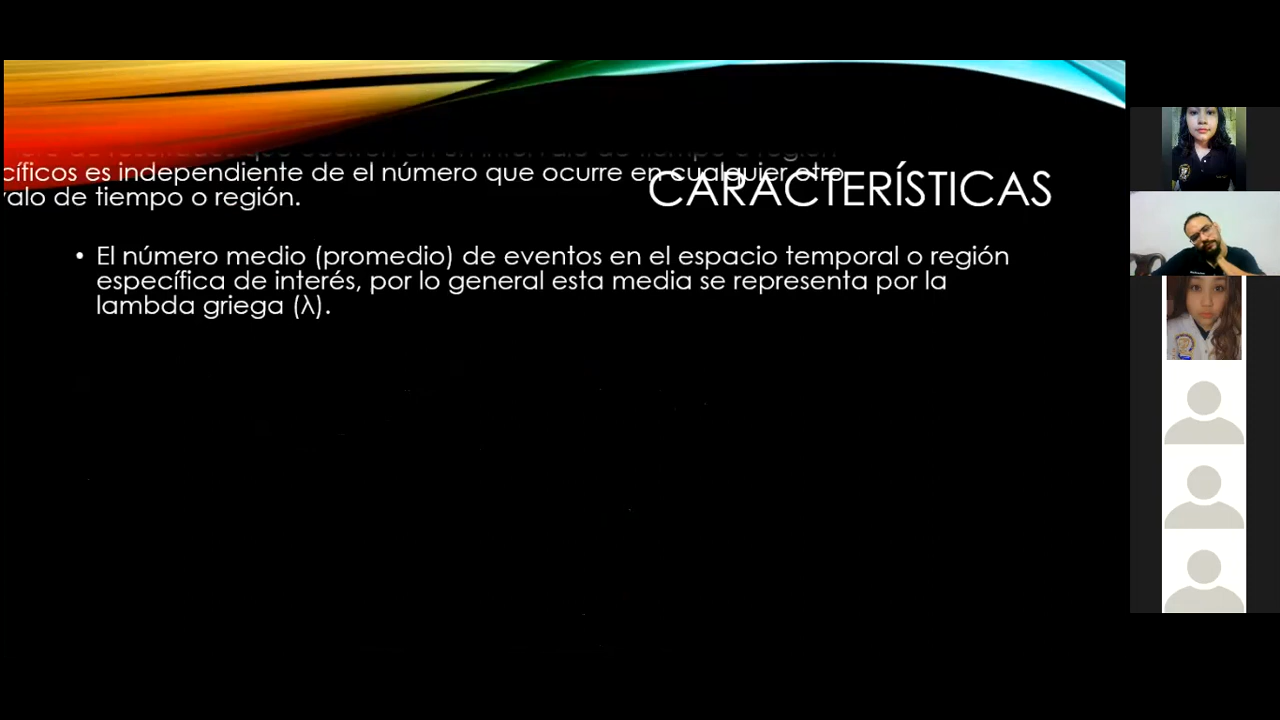 cíficos es independiente de el número que ocurre en cualquier otro
valo de tiempo o región.
CARACTERÍSTICAS
• El número medio (promedio) de eventos en el espacio temporal o región
específica de interés, por lo general esta media se representa por la
lambda griega (λ).